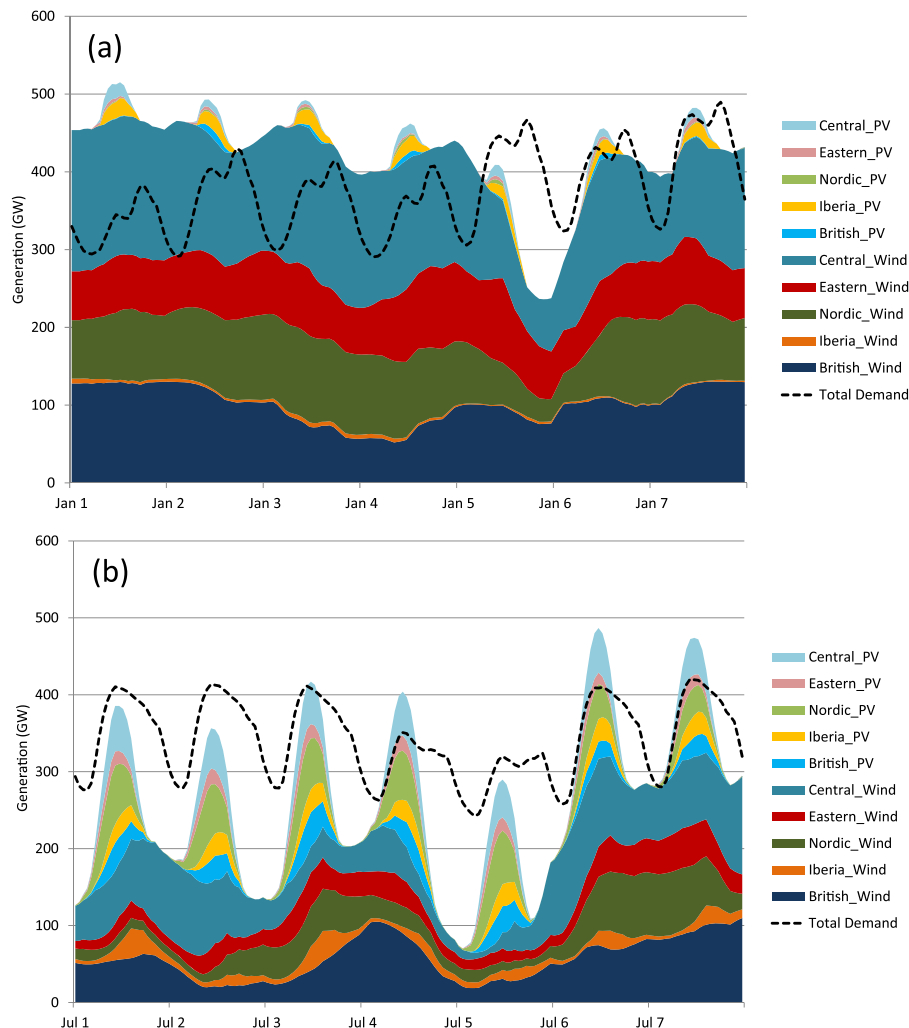 (a)
600
500
400
300
200
100
0
Generation (GW)
Jan 1 Jan 2 Jan 3 Jan 4 Jan 5 Jan 6 Jan 7
Central_PV
Eastern_PV
Nordic_PV
Iberia_PV
British_PV
Central_Wind
Eastern_Wind
Nordic_Wind
Iberia_Wind
British_Wind
Total Demand
(b)
600
500
400
300
200
100
0
Generation (GW)
Jul 1 Jul 2 Jul 3 Jul 4 Jul 5 Jul 6 Jul 7
Central_PV
Eastern_PV
Nordic_PV
Iberia_PV
British_PV
Central_Wind
Eastern_Wind
Nordic_Wind
Iberia_Wind
British_Wind
Total Demand